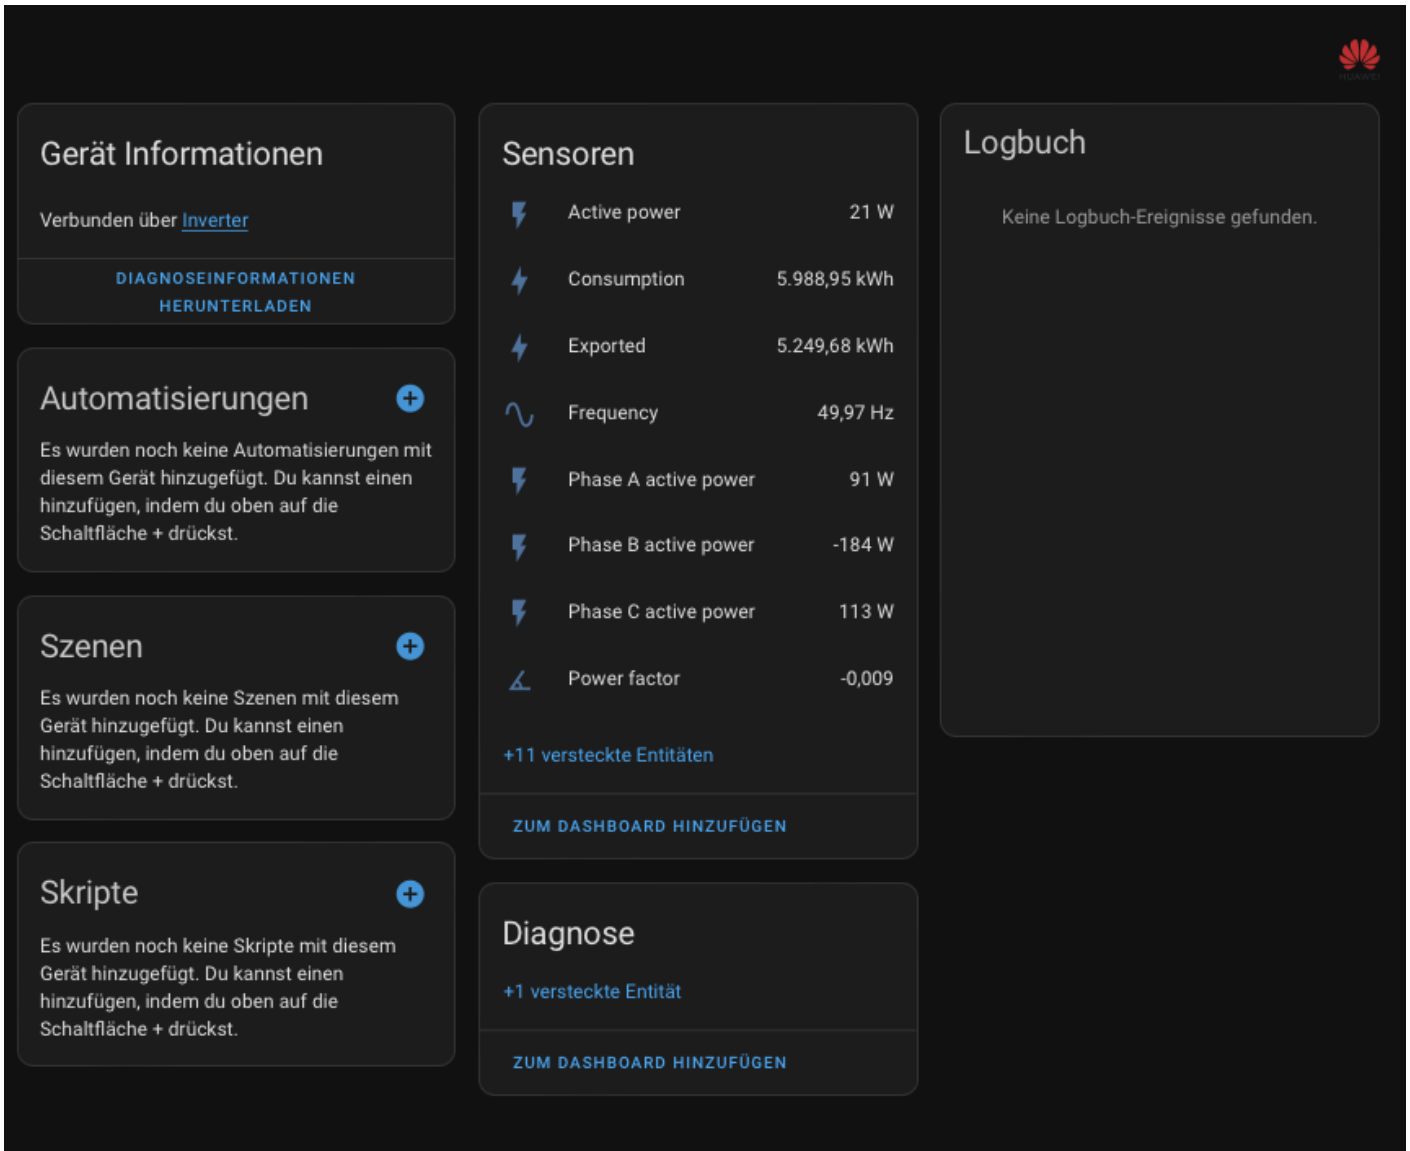 HUAWEI
Gerät Informationen
Verbunden über Inverter
DIAGNOSEINFORMATIONEN
HERUNTERLADEN
Automatisierungen
Es wurden noch keine Automatisierungen mit
diesem Gerät hinzugefügt. Du kannst einen
hinzufügen, indem du oben auf die
Schaltfläche + drückst.
Szenen
Es wurden noch keine Szenen mit diesem
Gerät hinzugefügt. Du kannst einen
hinzufügen, indem du oben auf die
Schaltfläche + drückst.
Skripte
Es wurden noch keine Skripte mit diesem
Gerät hinzugefügt. Du kannst einen
hinzufügen, indem du oben auf die
Schaltfläche + drückst.
Sensoren
Active power 21 W
Consumption 5.988,95 kWh
Exported 5.249,68 kWh
Frequency 49,97 Hz
Phase A active power 91 W
Phase B active power -184 W
Phase C active power 113 W
Power factor -0,009
+11 versteckte Entitäten
ZUM DASHBOARD HINZUFÜGEN
Diagnose
+1 versteckte Entität
ZUM DASHBOARD HINZUFÜGEN
Logbuch
Keine Logbuch-Ereignisse gefunden.